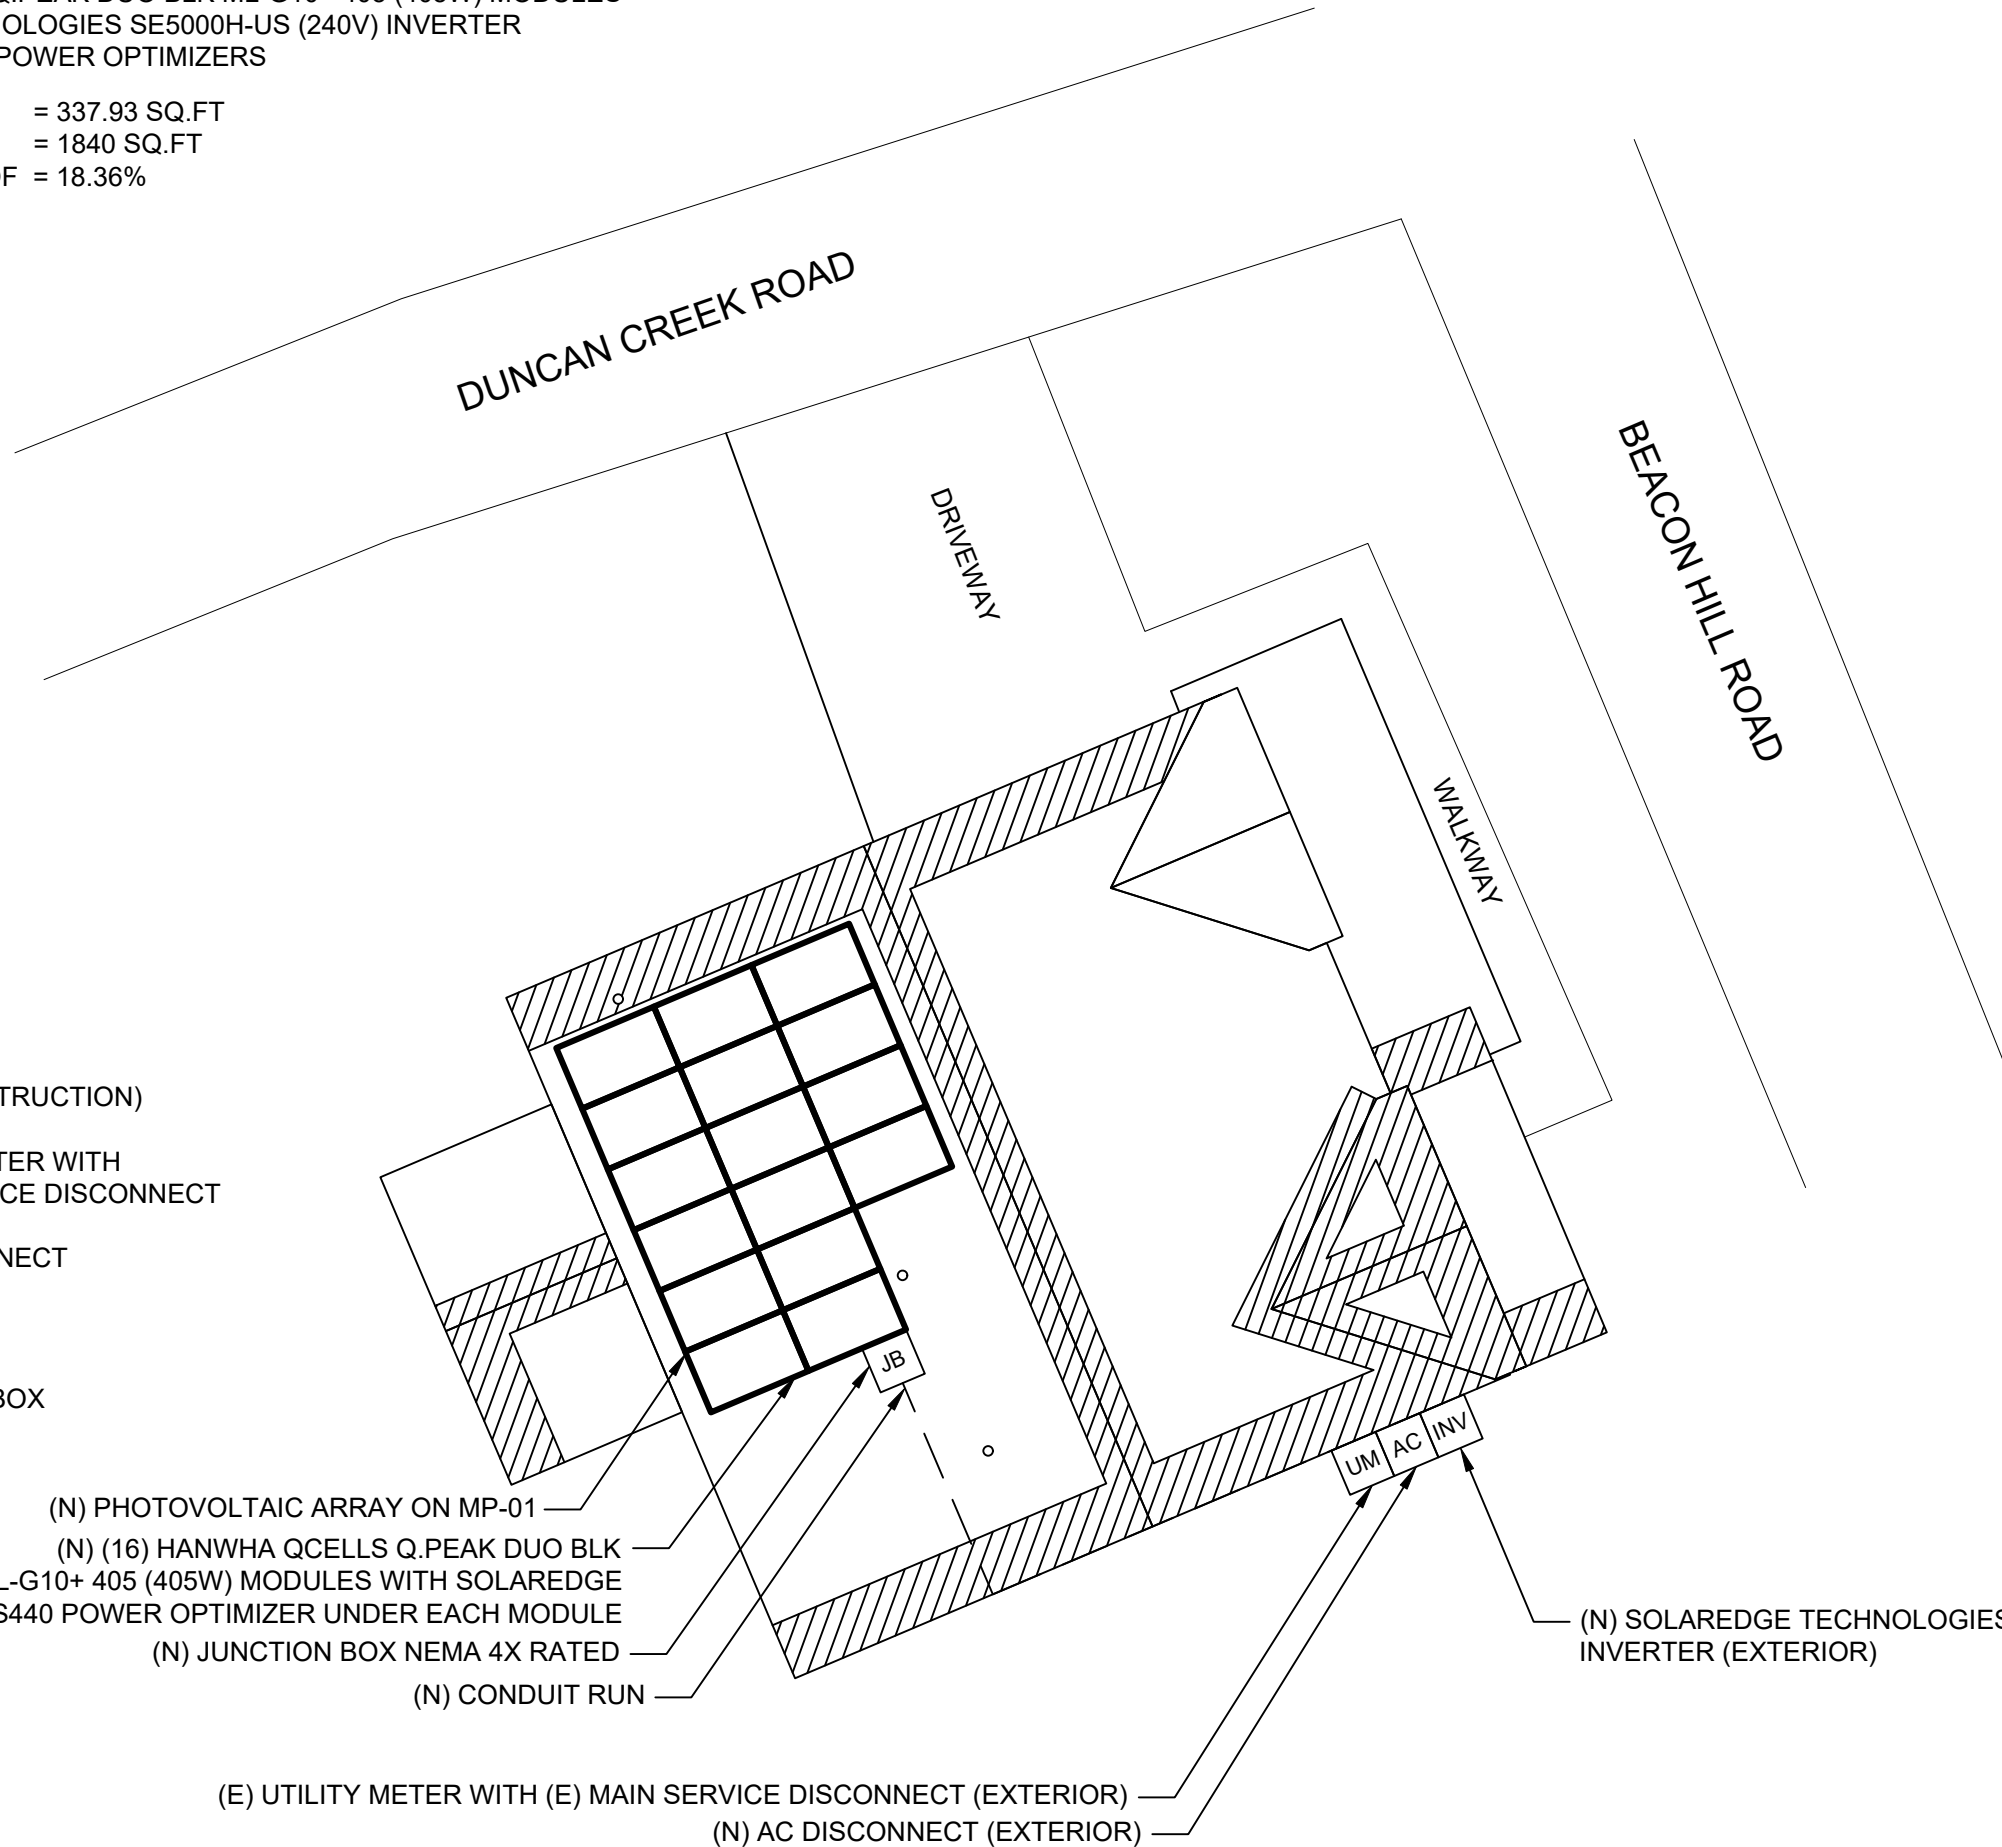 OLOGIES SE5000H-US (240V) INVERTER
POWER OPTIMIZERS
= 337.93 SQ.FT
= 1840 SQ.FT
F = 18.36%
DUNCAN CREEK ROAD
BEACON HILL ROAD
DRIVEWAY
WALKWAY
TRUCTION)
TER WITH
CE DISCONNECT
NECT
BOX
JB
UM
AC
INV
(N) PHOTOVOLTAIC ARRAY ON MP-01
(N) (16) HANWHA QCELLS Q.PEAK DUO BLK
L-G10+ 405 (405W) MODULES WITH SOLAREDGE
S440 POWER OPTIMIZER UNDER EACH MODULE
(N) JUNCTION BOX NEMA 4X RATED
(N) CONDUIT RUN
(N) SOLAREDGE TECHNOLOGIES
INVERTER (EXTERIOR)
(E) UTILITY METER WITH (E) MAIN SERVICE DISCONNECT (EXTERIOR)
(N) AC DISCONNECT (EXTERIOR)